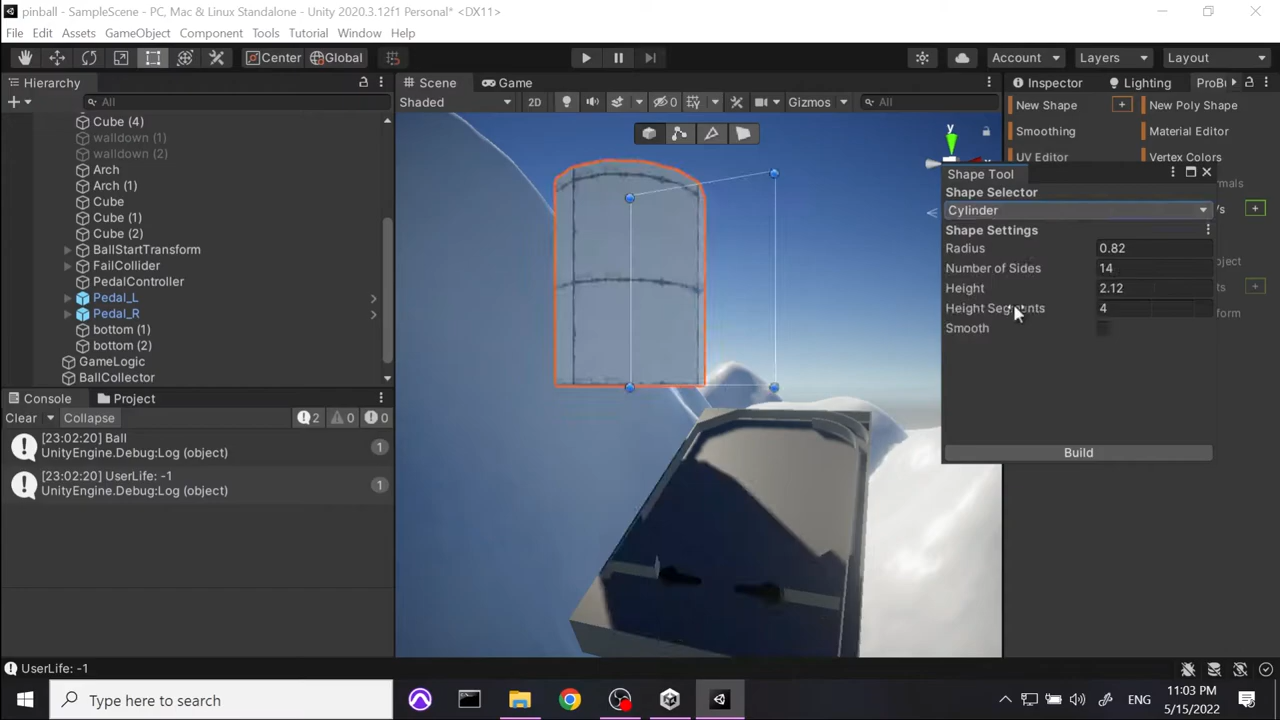 pinball - SampleScene - PC, Mac & Linux Standalone - Unity 2020.3.12f1 Personal* <DX11>
File Edit Assets GameObject Component Tools Tutorial Window Help
Center Global Account Layers Layout
Hierarchy Scene Game Inspector Lighting ProBu
All Shaded 2D Gizmos All New Shape New Poly Shape
Cube (4)
walldown (1) Smoothing Material Editor
walldown (2) y UV Editor Vertex Colors
Arch
Arch (1)
Cube
Cube (1)
Cube (2)
BallStartTransform
FailCollider
PedalController
Pedal_L
Pedal_R
bottom (1)
bottom (2)
GameLogic
BallCollector
Shape Tool
Shape Selector
Cylinder
Shape Settings
Radius 0.82
Number of Sides 14
Height 2.12
Height Segments 4
Smooth
Build
Console Project
Clear Collapse 2 0 0
[23:02:20] Ball
UnityEngine.Debug:Log (object) 1
[23:02:20] UserLife: -1
UnityEngine.Debug:Log (object) 1
UserLife: -1
Type here to search ENG 11:03 PM
5/15/2022